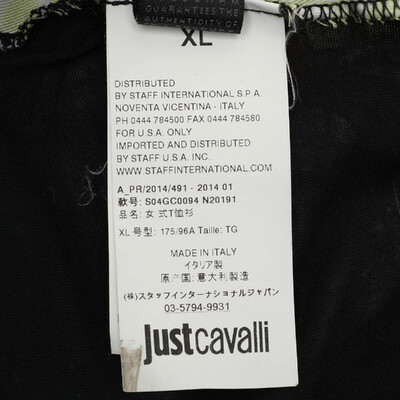 GUARANTEES THE
AUTHENTICITY OF
XL
DISTRIBUTED
BY STAFF INTERNATIONAL S.P.A.
NOVENTA VICENTINA - ITALY
PH 0444 784500 FAX 0444 784580
FOR U.S.A. ONLY
IMPORTED AND DISTRIBUTED
BY STAFF U.S.A. INC.
WWW.STAFFINTERNATIONAL.COM
A_PR/2014/491 - 2014 01
款号: S04GC0094 N20191
品名: 女 式T恤衫
XL 号型: 175/96A Taille: TG
MADE IN ITALY
イタリア製
原产国: 意大利製造
(株)スタッフインターナショナルジャパン
03-5794-9931
justcavalli